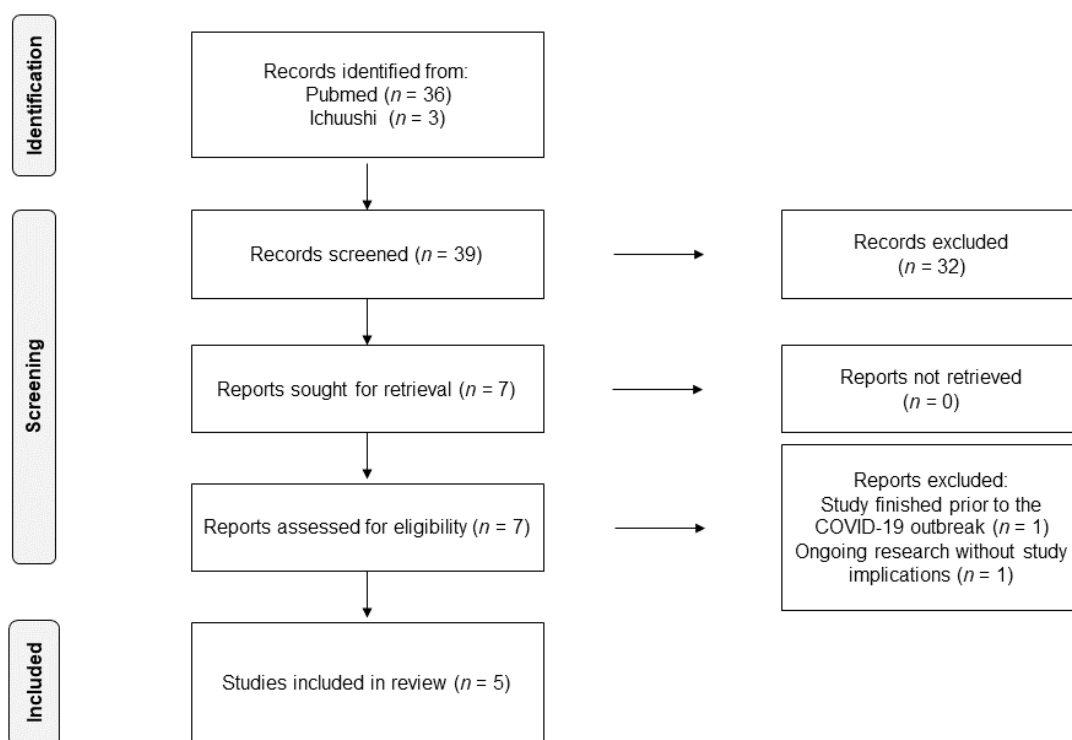 Identification
Records identified from:
Pubmed (n = 36)
Ichuushi (n = 3)
Screening
Records screened (n = 39)
Records excluded
(n = 32)
Reports sought for retrieval (n = 7)
Reports not retrieved
(n = 0)
Reports assessed for eligibility (n = 7)
Reports excluded:
Study finished prior to the
COVID-19 outbreak (n = 1)
Ongoing research without study
implications (n = 1)
Included
Studies included in review (n = 5)